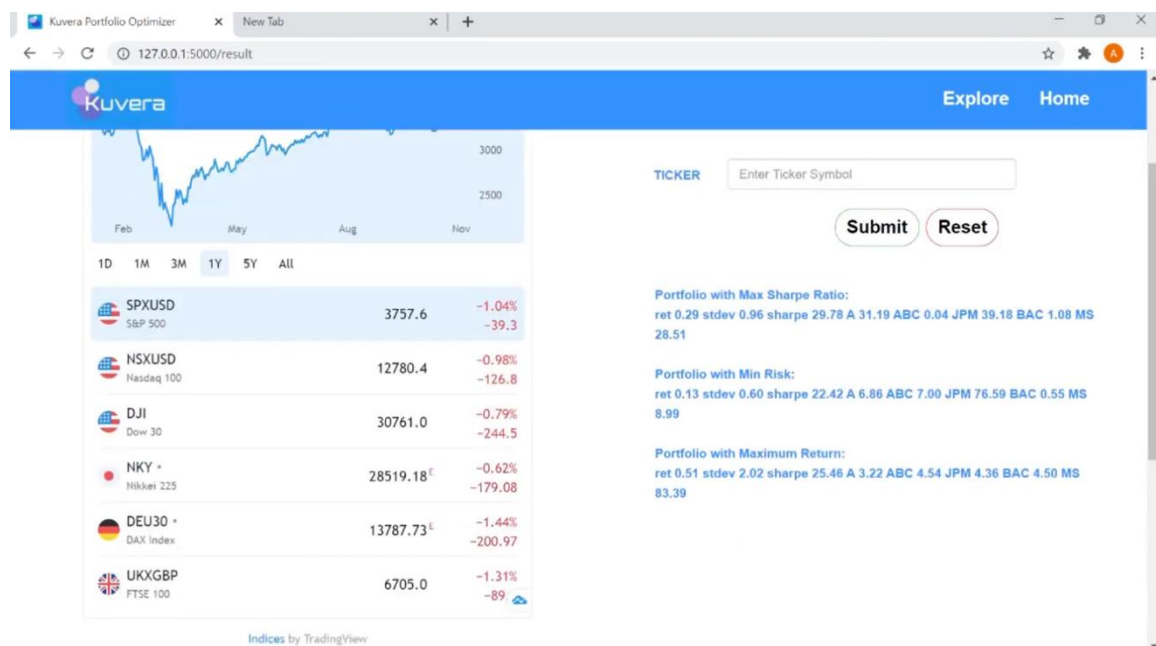 Kuvera Portfolio Optimizer
New Tab
127.0.0.1:5000/result
A
Kuvera
Explore
Home
3000
2500
Feb May Aug Nov
1D 1M 3M 1Y 5Y All
SPXUSD 3757.6 −1.04%
S&P 500 −39.3
NSXUSD 12780.4 −0.98%
Nasdaq 100 −126.8
DJI 30761.0 −0.79%
Dow 30 −244.5
NKY 28519.18 E −0.62%
Nikkei 225 −179.08
DEU30 13787.73 E −1.44%
DAX Index −200.97
UKXGBP 6705.0 −1.31%
FTSE 100 −89
Indices by TradingView
TICKER Enter Ticker Symbol
Submit Reset
Portfolio with Max Sharpe Ratio:
ret 0.29 stdev 0.96 sharpe 29.78 A 31.19 ABC 0.04 JPM 39.18 BAC 1.08 MS
28.51
Portfolio with Min Risk:
ret 0.13 stdev 0.60 sharpe 22.42 A 6.86 ABC 7.00 JPM 76.59 BAC 0.55 MS
8.99
Portfolio with Maximum Return:
ret 0.51 stdev 2.02 sharpe 25.46 A 3.22 ABC 4.54 JPM 4.36 BAC 4.50 MS
83.39